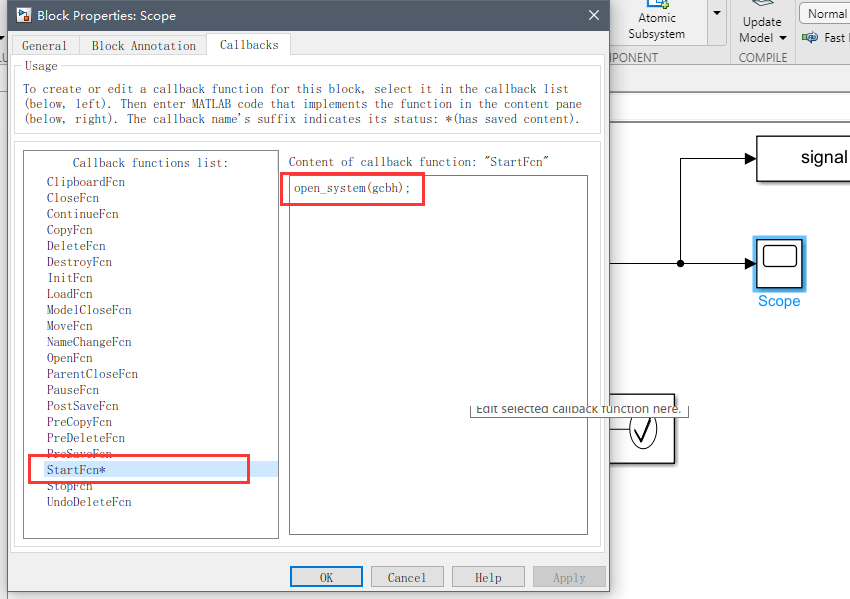 Block Properties: Scope
General
Block Annotation
Callbacks
Usage
To create or edit a callback function for this block, select it in the callback list
(below, left). Then enter MATLAB code that implements the function in the content pane
(below, right). The callback name's suffix indicates its status: *(has saved content).
Callback functions list:
ClipboardFcn
CloseFcn
ContinueFcn
CopyFcn
DeleteFcn
DestroyFcn
InitFcn
LoadFcn
ModelCloseFcn
MoveFcn
NameChangeFcn
OpenFcn
ParentCloseFcn
PauseFcn
PostSaveFcn
PreCopyFcn
PreDeleteFcn
PreSaveFcn
StartFcn*
StopFcn
UndoDeleteFcn
Content of callback function: "StartFcn"
open_system(gcbh);
Edit selected callback function here.
OK
Cancel
Help
Apply
Atomic
Subsystem
PONENT
Update
Model
COMPILE
Normal
Fast
signal
Scope